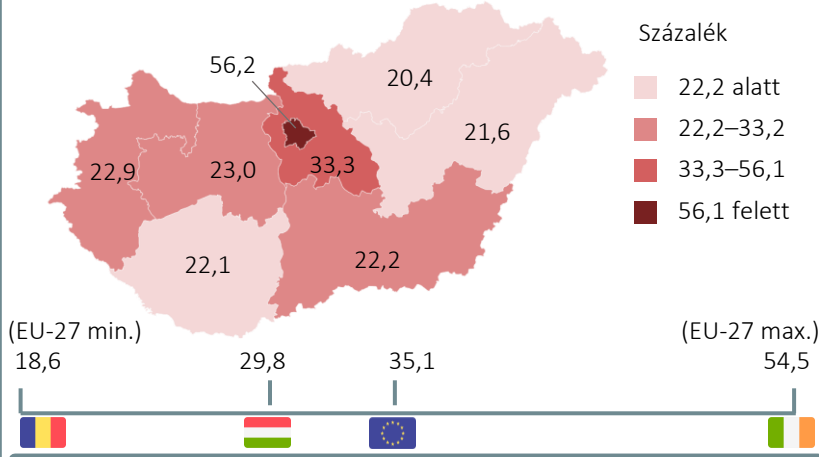 Százalék
56,2
20,4
22,2 alatt
21,6
22,2–33,2
22,9
23,0
33,3
33,3–56,1
56,1 felett
22,1
22,2
(EU-27 min.)
(EU-27 max.)
18,6
29,8
35,1
54,5